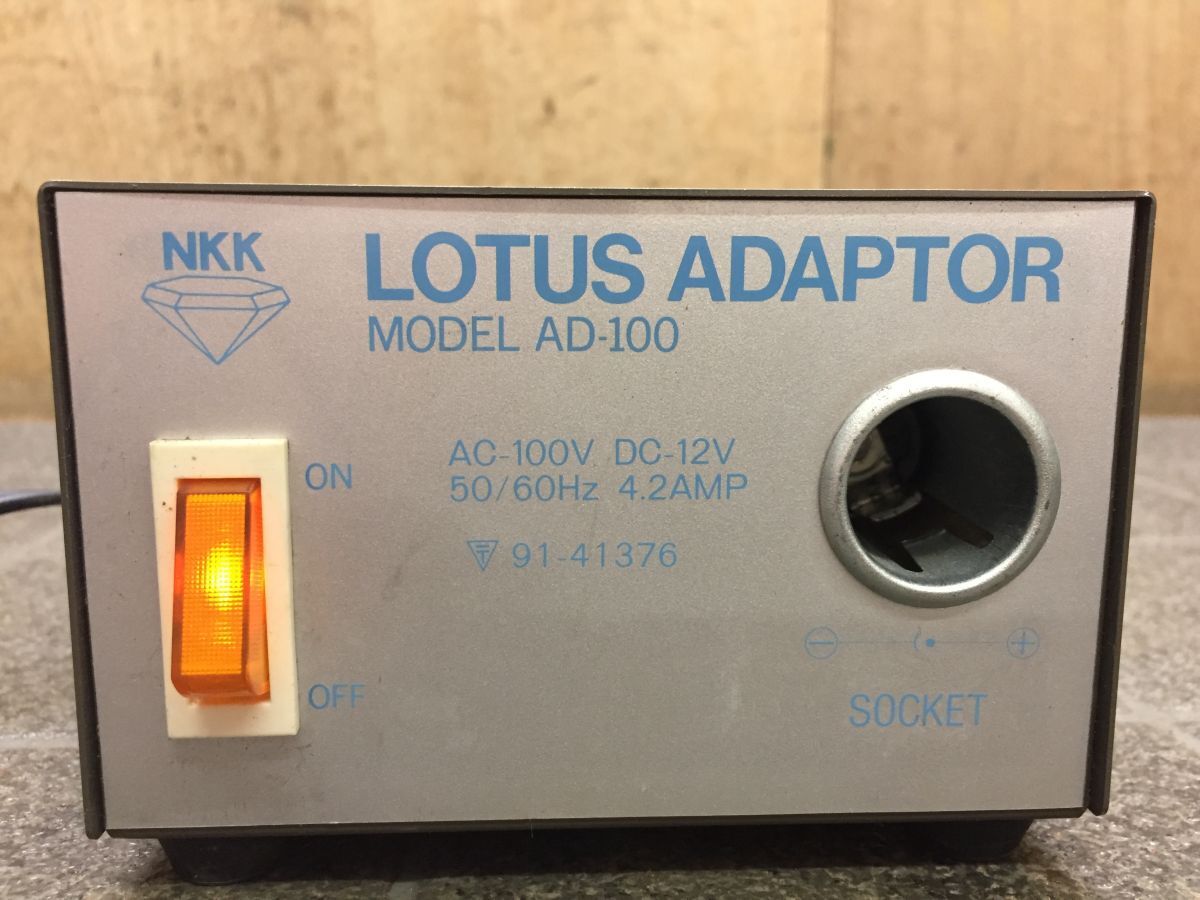 NKK
LOTUS ADAPTOR
MODEL AD-100
ON
AC-100V DC-12V
50/60Hz 4.2AMP
91-41376
OFF
SOCKET